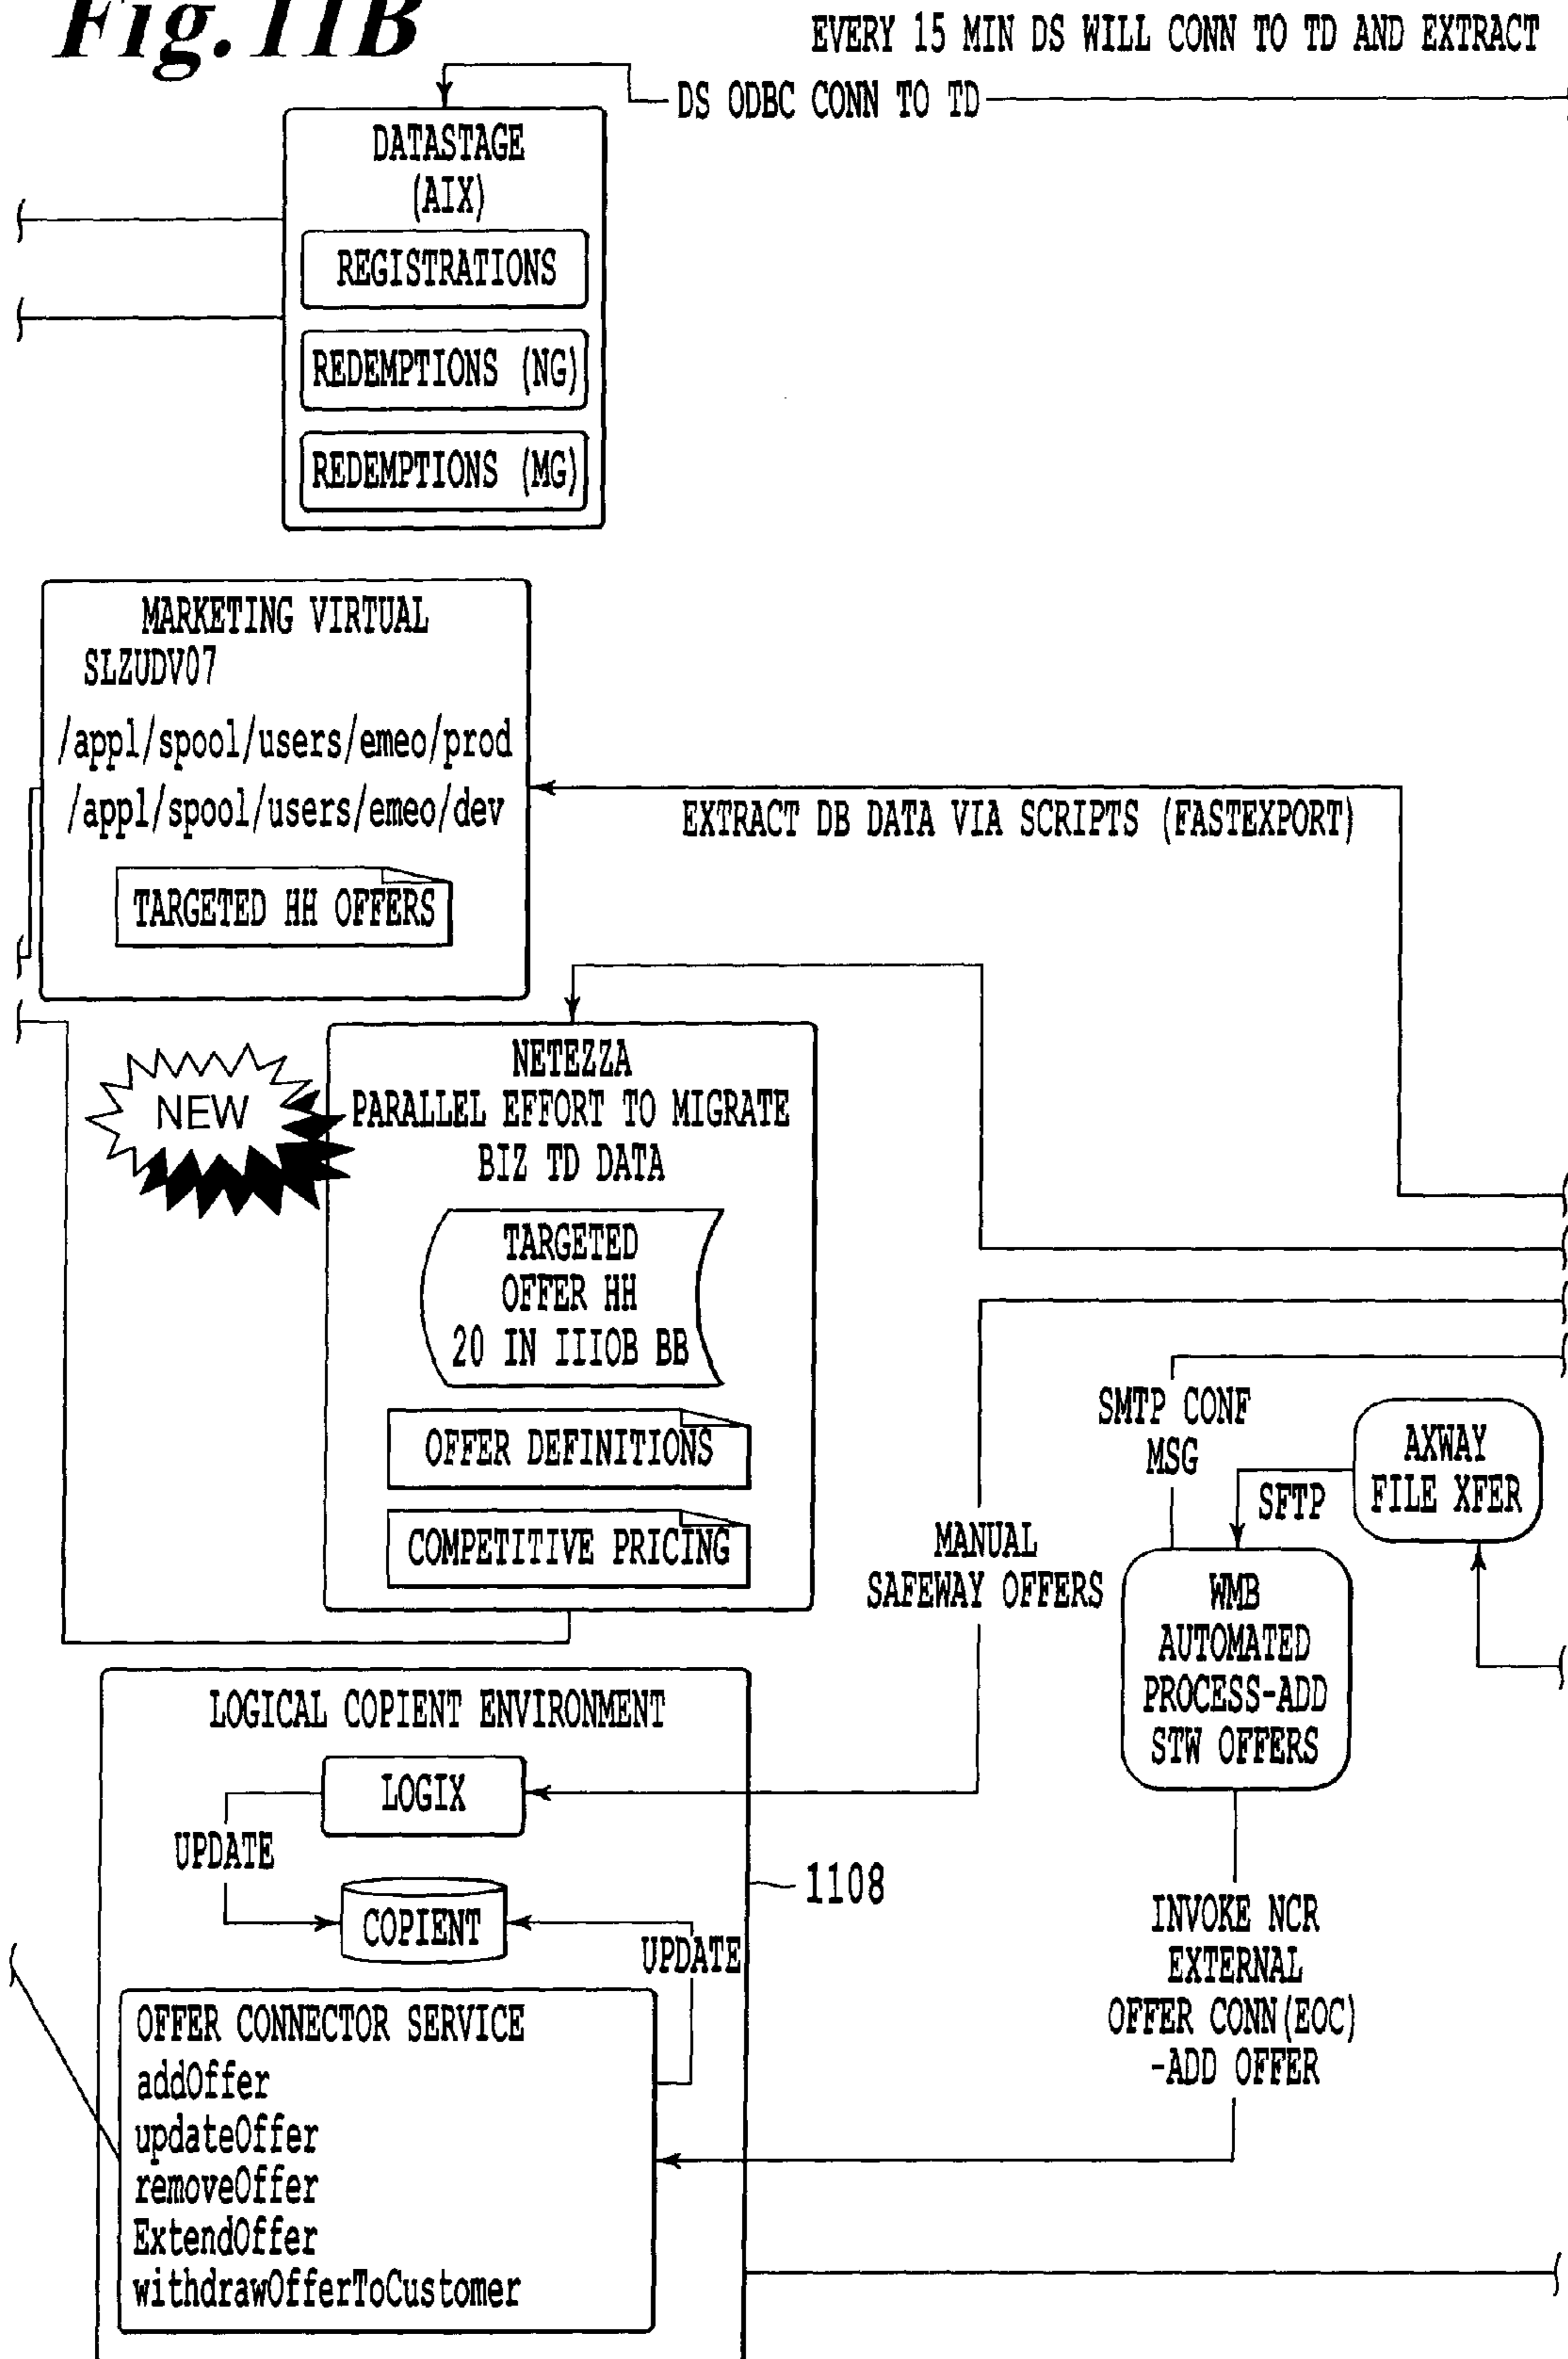 Fig.11B
EVERY 15 MIN DS WILL CONN TO TD AND EXTRACT
DS ODBC CONN TO TD
DATASTAGE
(AIX)
REGISTRATIONS
REDEMPTIONS (NG)
REDEMPTIONS (MG)
MARKETING VIRTUAL
SLZUDV07
/appl/spool/users/emeo/prod
/appl/spool/users/emeo/dev
TARGETED HH OFFERS
EXTRACT DB DATA VIA SCRIPTS (FASTEXPORT)
NEW
NETEZZA
PARALLEL EFFORT TO MIGRATE
BIZ TD DATA
TARGETED
OFFER HH
20 IN IIIOB BB
OFFER DEFINITIONS
COMPETITIVE PRICING
SMTP CONF
MSG
AXWAY
FILE XFER
SFTP
MANUAL
SAFEWAY OFFERS
WMB
AUTOMATED
PROCESS-ADD
STW OFFERS
LOGICAL COPIENT ENVIRONMENT
LOGIX
UPDATE
COPIENT
UPDATE
1108
INVOKE NCR
EXTERNAL
OFFER CONN(EOC)
-ADD OFFER
OFFER CONNECTOR SERVICE
addOffer
updateOffer
removeOffer
ExtendOffer
withdrawOfferToCustomer